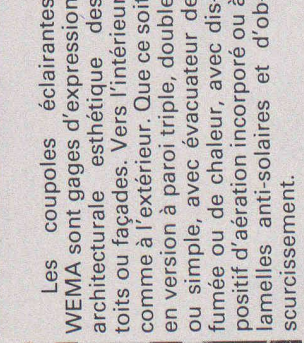 Les coupoles éclairantes
WEMA sont gages d'expression
architecturale esthétique des
toits ou façades. Vers l'intérieur
comme à l'extérieur. Que ce soit
en version à paroi triple, double
ou simple, avec évacuateur de
fumée ou de chaleur, avec dis-
positif d'aération incorporé ou à
lamelles anti-solaires et d'ob-
scurcissement.